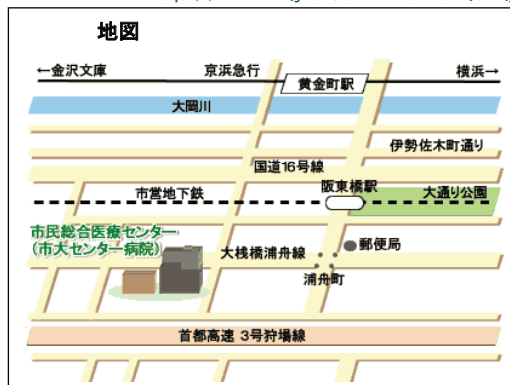 地図
←金沢文庫
京浜急行
黄金町駅
横浜→
大岡川
伊勢佐木町通り
国道16号線
市営地下鉄
阪東橋駅
大通り公園
市民総合医療センター
（市大センター病院）
大桟橋浦舟線
郵便局
浦舟町
首都高速 3号狩場線